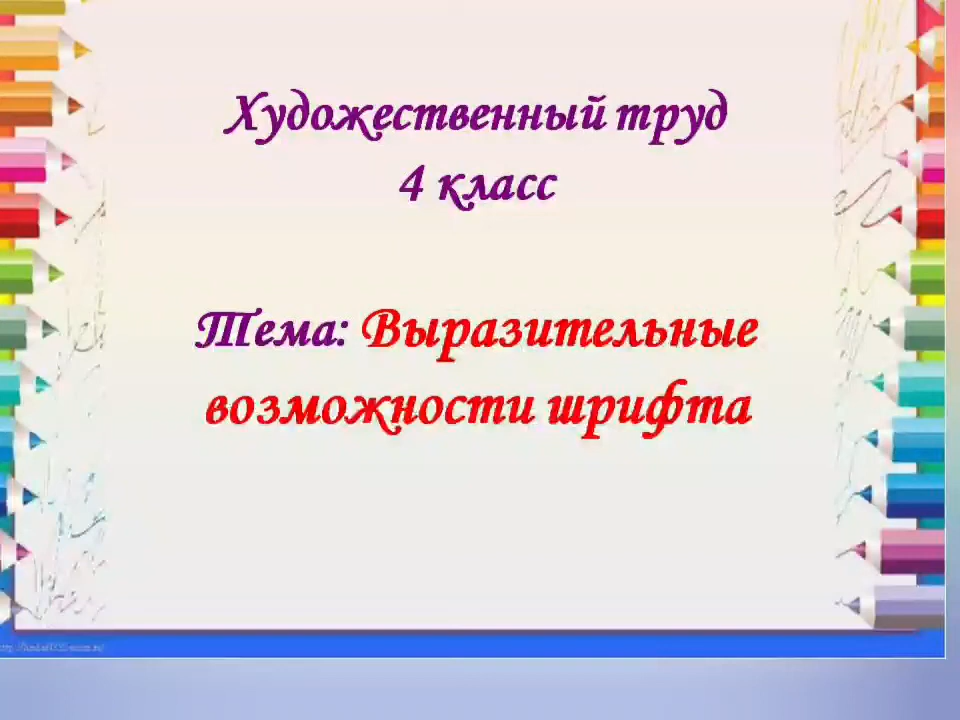 Художественный труд
4 класс
Тема: Выразительные
возможности шрифта